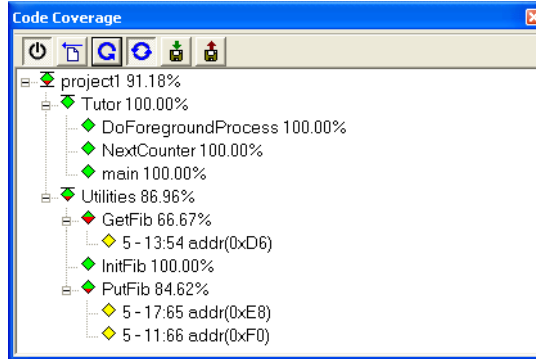 Code Coverage
project1 91.18%
Tutor 100.00%
DoForegroundProcess 100.00%
NextCounter 100.00%
main 100.00%
Utilities 86.96%
GetFib 66.67%
5 - 13:54 addr(0xD6)
InitFib 100.00%
PutFib 84.62%
5 - 17:65 addr(0xE8)
5 - 11:66 addr(0xF0)